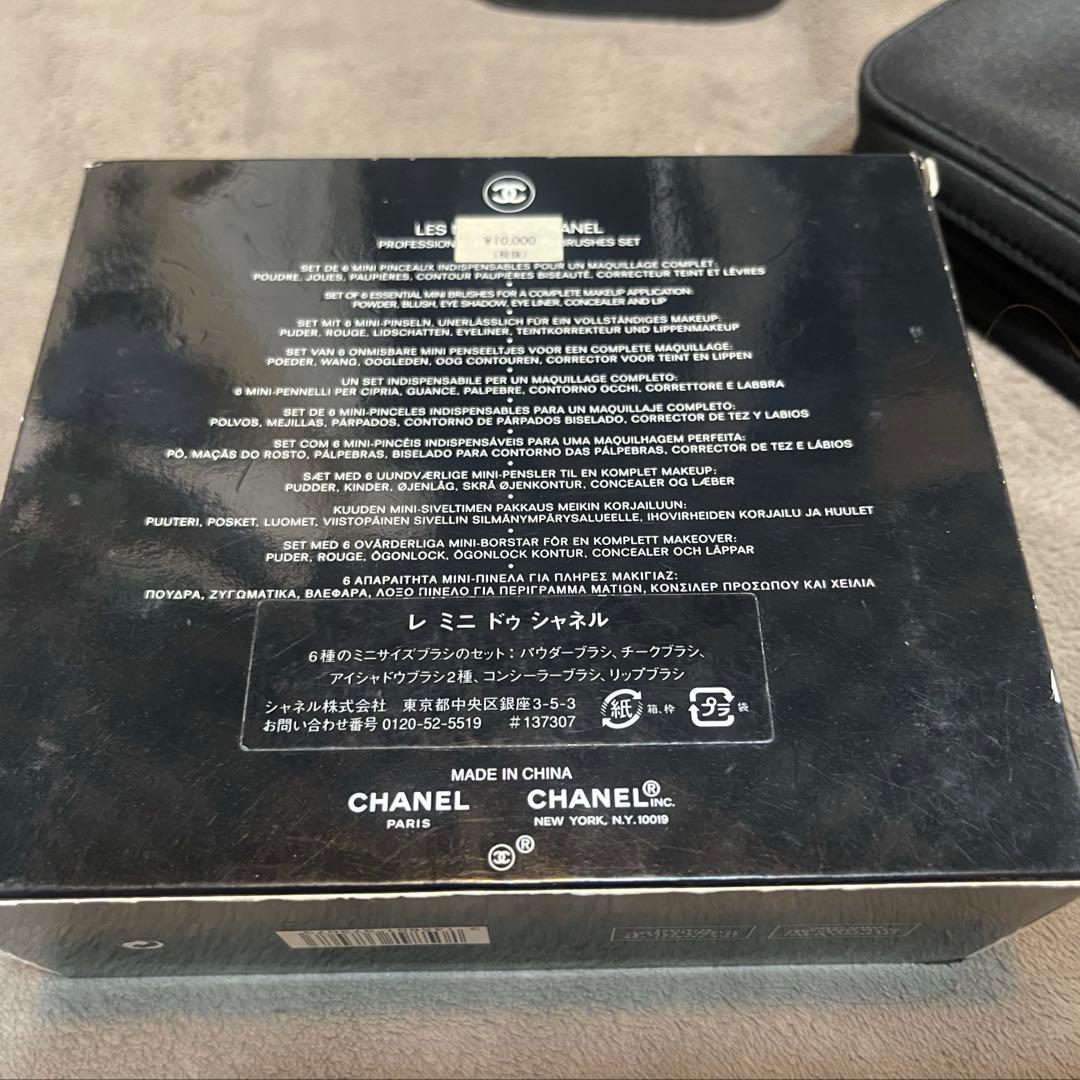 LES ANEL
¥10,000
(税抜)
PROFESSION BRUSHES SET
SET DE 6 MINI PINCEAUX INDISPENSABLES POUR UN MAQUILLAGE COMPLET:
POUDRE, JOUES, PAUPIÈRES, CONTOUR PAUPIÈRES BISEAUTÉ, CORRECTEUR TEINT ET LÈVRES
SET OF 6 ESSENTIAL MINI BRUSHES FOR A COMPLETE MAKEUP APPLICATION:
POWDER, BLUSH, EYE SHADOW, EYE LINER, CONCEALER AND LIP
SET MIT 6 MINI-PINSELN, UNERLÄSSLICH FÜR EIN VOLLSTÄNDIGES MAKEUP:
PUDER, ROUGE, LIDSCHATTEN, EYELINER, TEINTKORREKTEUR UND LIPPENMAKEUP
SET VAN 6 ONMISBARE MINI PENSEELTJES VOOR EEN COMPLETE MAQUILLAGE:
POEDER, WANG, OOGLEDEN, OOG CONTOUREN, CORRECTOR VOOR TEINT EN LIPPEN
UN SET INDISPENSABILE PER UN MAQUILLAGE COMPLETO:
6 MINI-PENNELLI PER CIPRIA, GUANCE, PALPEBRE, CONTORNO OCCHI, CORRETTORE E LABBRA
SET DE 6 MINI-PINCELES INDISPENSABLES PARA UN MAQUILLAJE COMPLETO:
POLVOS, MEJILLAS, PÁRPADOS, CONTORNO DE PÁRPADOS BISELADO, CORRECTOR DE TEZ Y LABIOS
SET COM 6 MINI-PINCÉIS INDISPENSÁVEIS PARA UMA MAQUILHAGEM PERFEITA:
PÓ, MAÇÃS DO ROSTO, PÁLPEBRAS, BISELADO PARA CONTORNO DAS PÁLPEBRAS, CORRECTOR DE TEZ E LÁBIOS
SÆT MED 6 UUNDVÆRLIGE MINI-PENSLER TIL EN KOMPLET MAKEUP:
PUDDER, KINDER, ØJENLÅG, SKRÅ ØJENKONTUR, CONCEALER OG LÆBER
KUUDEN MINI-SIVELTIMEN PAKKAUS MEIKIN KORJAILUUN:
PUUTERI, POSKET, LUOMET, VIISTOPÄINEN SIVELLIN SILMÄNYMPÄRYSALUEELLE, IHOVIRHEIDEN KORJAILU JA HUULET
SET MED 6 OVÄRDERLIGA MINI-BORSTAR FÖR EN KOMPLETT MAKEOVER:
PUDER, ROUGE, ÖGONLOCK, ÖGONLOCK KONTUR, CONCEALER OCH LÄPPAR
6 ΑΠΑΡΑΙΤΗΤΑ ΜΙΝΙ-ΠΙΝΕΛΑ ΓΙΑ ΠΛΗΡΕΣ ΜΑΚΙΓΙΑΖ:
ΠΟΥΔΡΑ, ΖΥΓΩΜΑΤΙΚΑ, ΒΛΕΦΑΡΑ, ΛΟΞΟ ΠΙΝΕΛΟ ΓΙΑ ΠΕΡΙΓΡΑΜΜΑ ΜΑΤΙΩΝ, ΚΟΝΣΙΛΕΡ ΠΡΟΣΩΠΟΥ ΚΑΙ ΧΕΙΛΙΑ
レ ミニ ドゥ シャネル
6種のミニサイズブラシのセット：パウダーブラシ、チークブラシ、
アイシャドウブラシ2種、コンシーラーブラシ、リップブラシ
シャネル株式会社 東京都中央区銀座3-5-3
お問い合わせ番号 0120-52-5519 #137307
紙 箱、枠 プラ 袋
MADE IN CHINA
CHANEL CHANEL® INC.
PARIS NEW YORK, N.Y. 10019
®